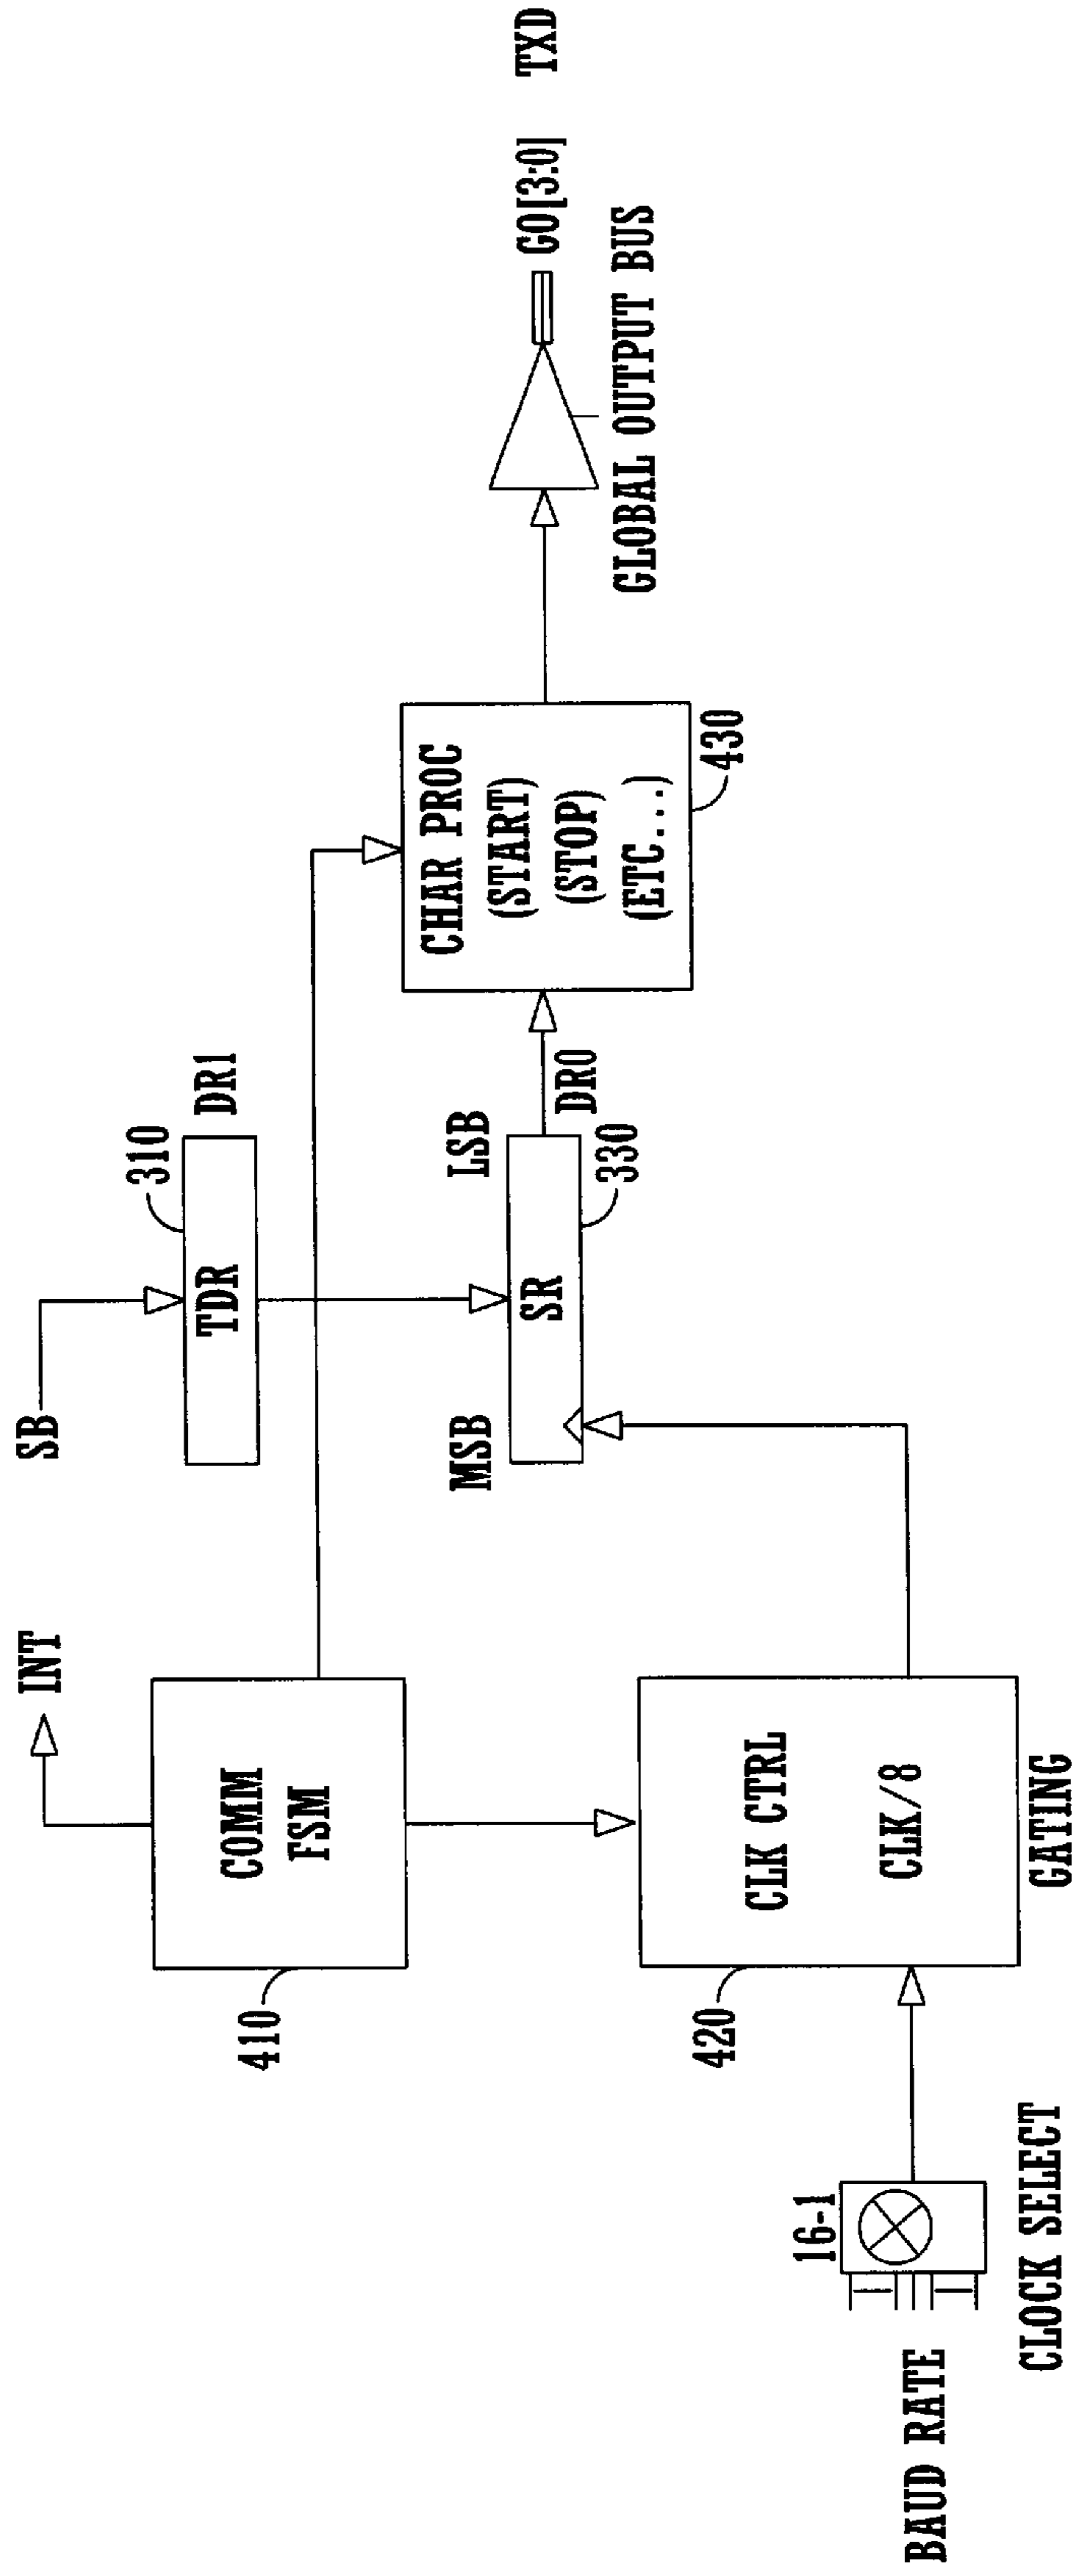 INT
SB
410
COMM
FSM
310
TDR
DR1
MSB
LSB
SR
DR0
330
CHAR PROC
(START)
(STOP)
(ETC...)
430
GO[3:0]
TXD
GLOBAL OUTPUT BUS
420
CLK CTRL
CLK/8
GATING
16-1
BAUD RATE
CLOCK SELECT